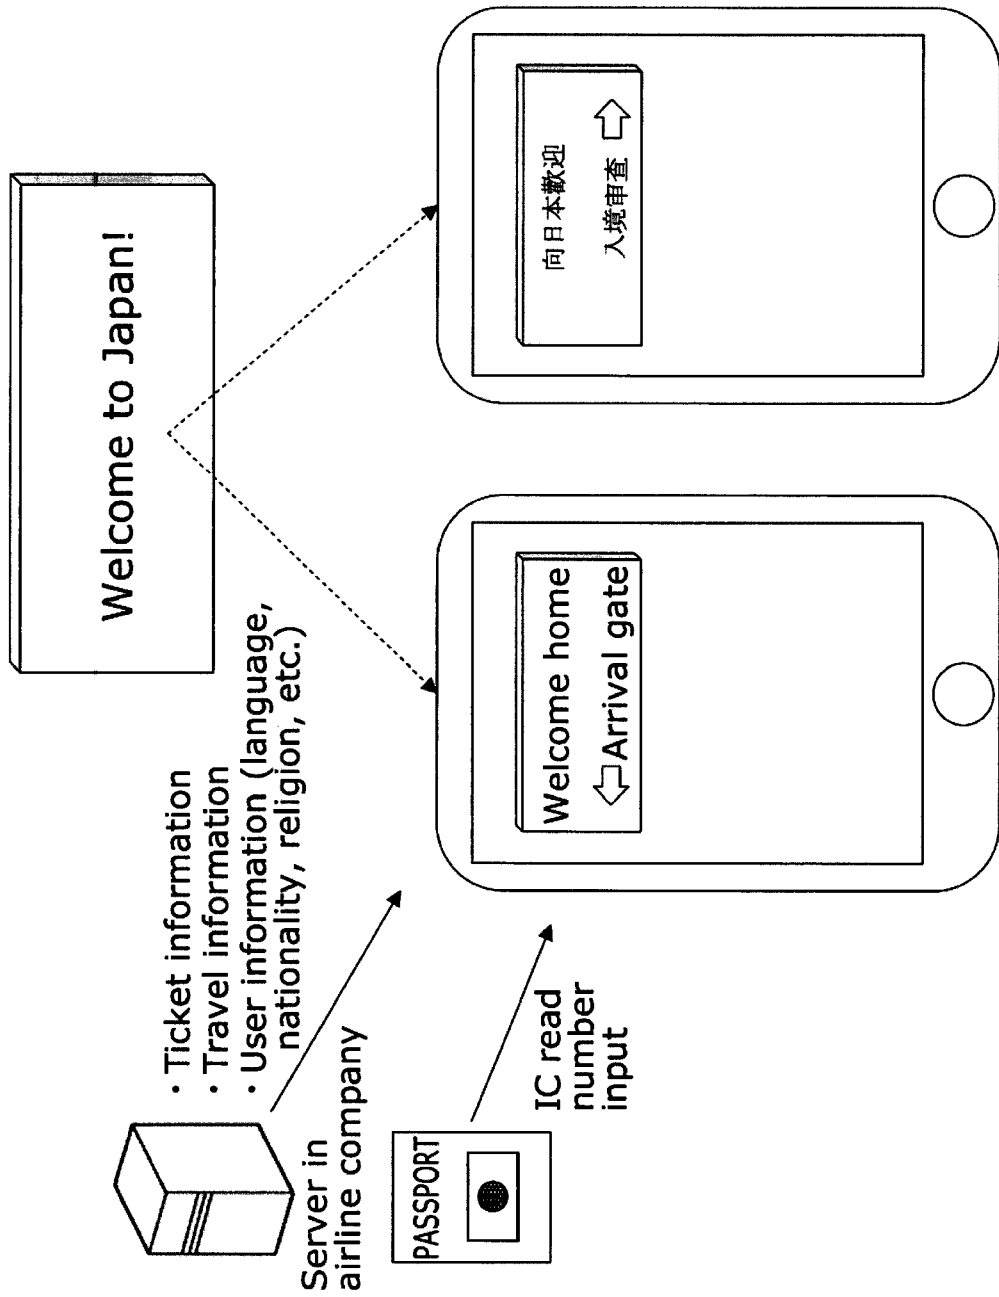 Welcome to Japan!
・Ticket information
・Travel information
・User information (language,
nationality, religion, etc.)
Server in
airline company
PASSPORT
IC read
number
input
Welcome home
Arrival gate
向日本歡迎
入境审查